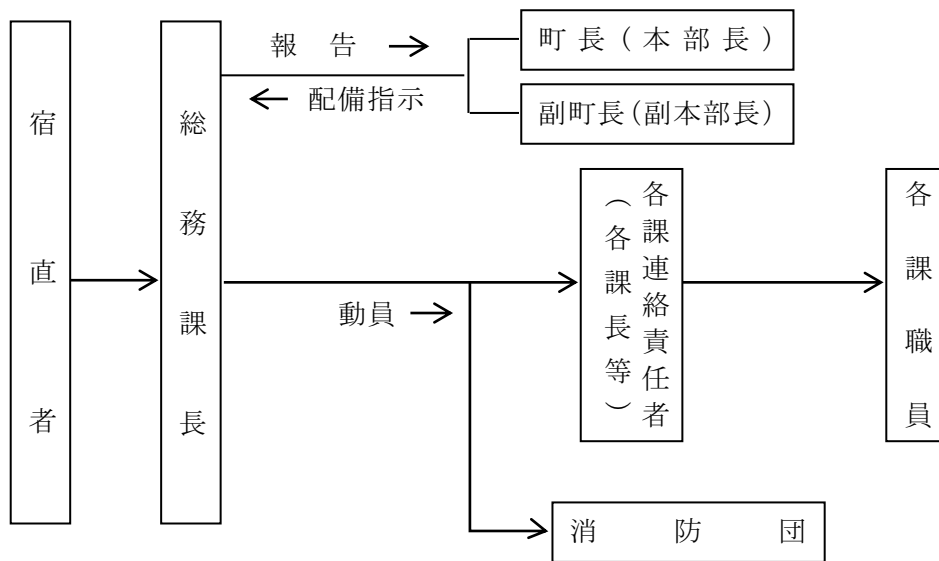 宿直者
総務課長
報告 →
← 配備指示
町長(本部長)
副町長(副本部長)
動員 →
各課連絡責任者
(各課長等)
各課職員
消防団